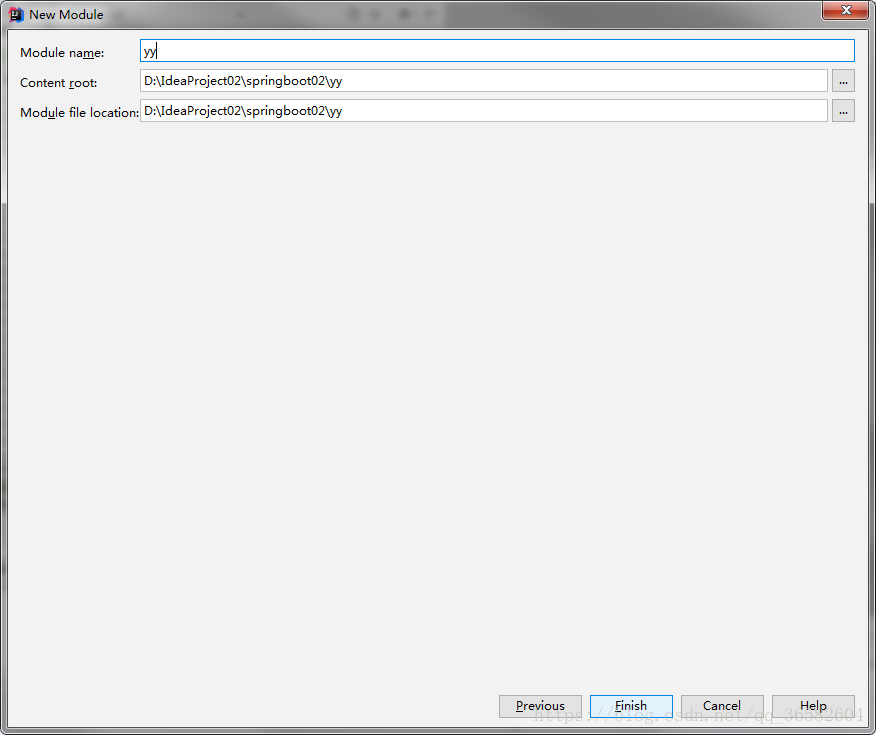 New Module
Module name: yy
Content root: D:\IdeaProject02\springboot02\yy ...
Module file location: D:\IdeaProject02\springboot02\yy ...
Previous Finish Cancel Help
https://blog.csdn.net/qq_36582604